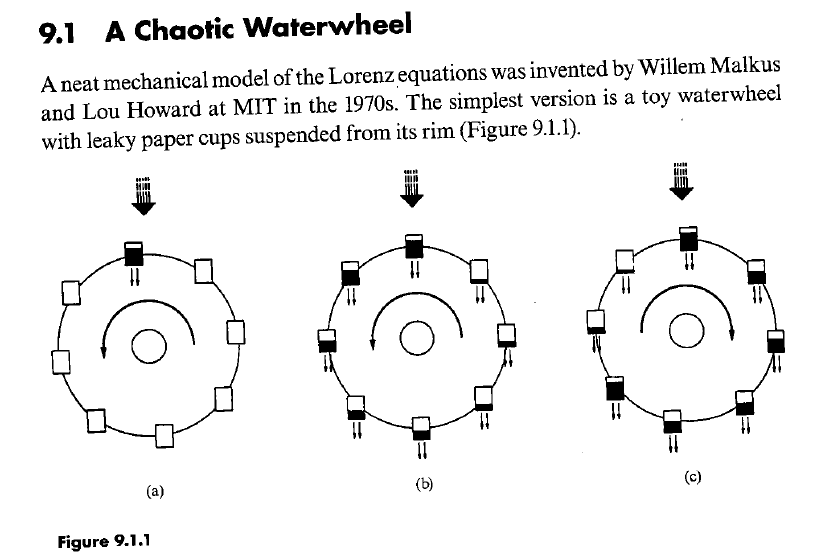 9.1 A Chaotic Waterwheel
A neat mechanical model of the Lorenz equations was invented by Willem Malkus
and Lou Howard at MIT in the 1970s. The simplest version is a toy waterwheel
with leaky paper cups suspended from its rim (Figure 9.1.1).
(a)
(b)
(c)
Figure 9.1.1